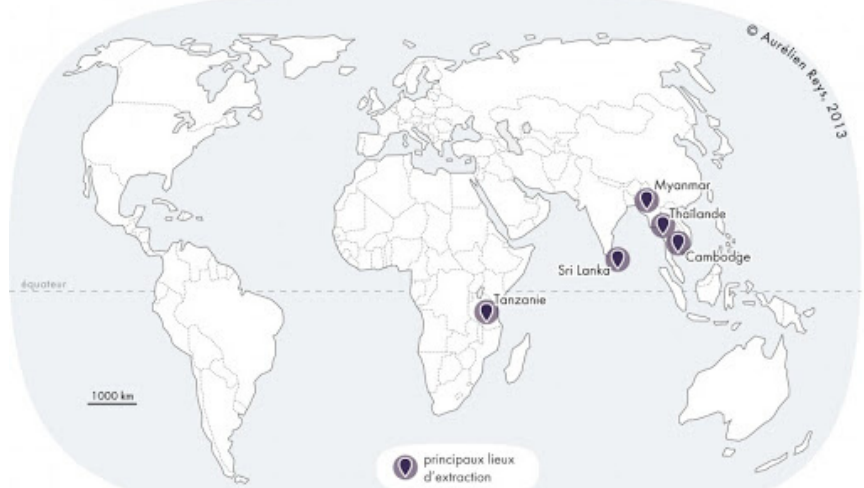 © Aurélien Reys, 2013
Myanmar
Thaïlande
Cambodge
Sri Lanka
équateur
Tanzanie
1000 km
principaux lieux
d'extraction